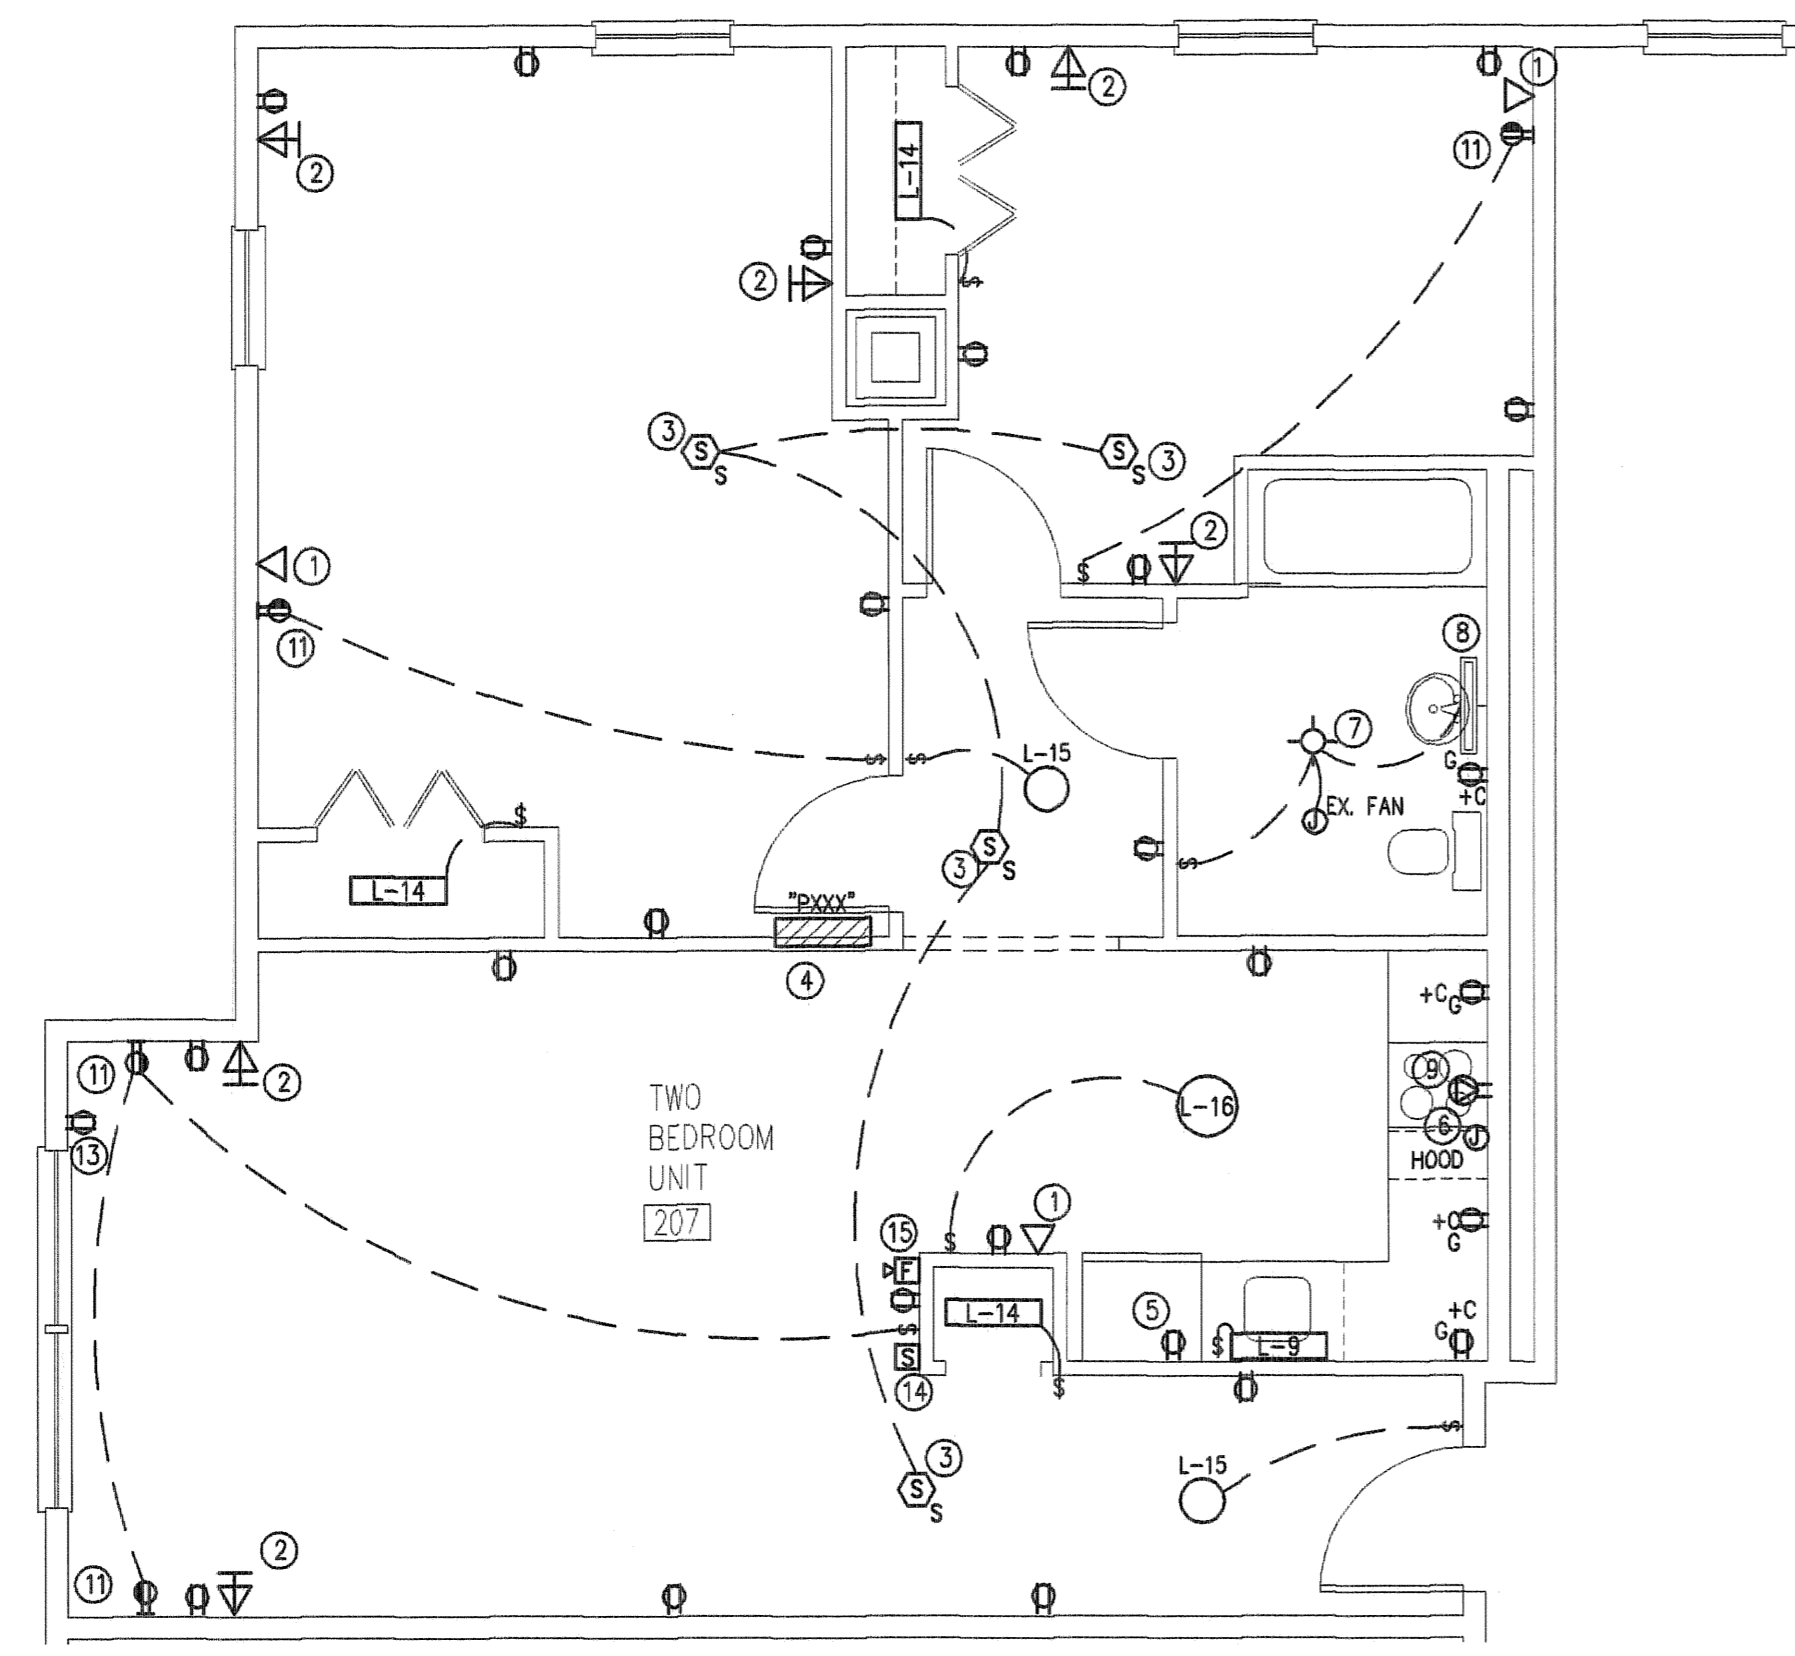 1
2
11
2
L-14
2
$
3
S
S
S
S
3
2
1
$
11
8
L-15
7
$
$
G
+C
$
EX. FAN
J
$
S
S
3
L-14
"PXXX"
4
+C
G
11
2
9
TWO
BEDROOM
UNIT
207
L-16
13
6
J
HOOD
1
15
$
+C
G
F
L-14
5
+C
G
$
S
$
L-9
14
$
$
3
S
S
L-15
2
11